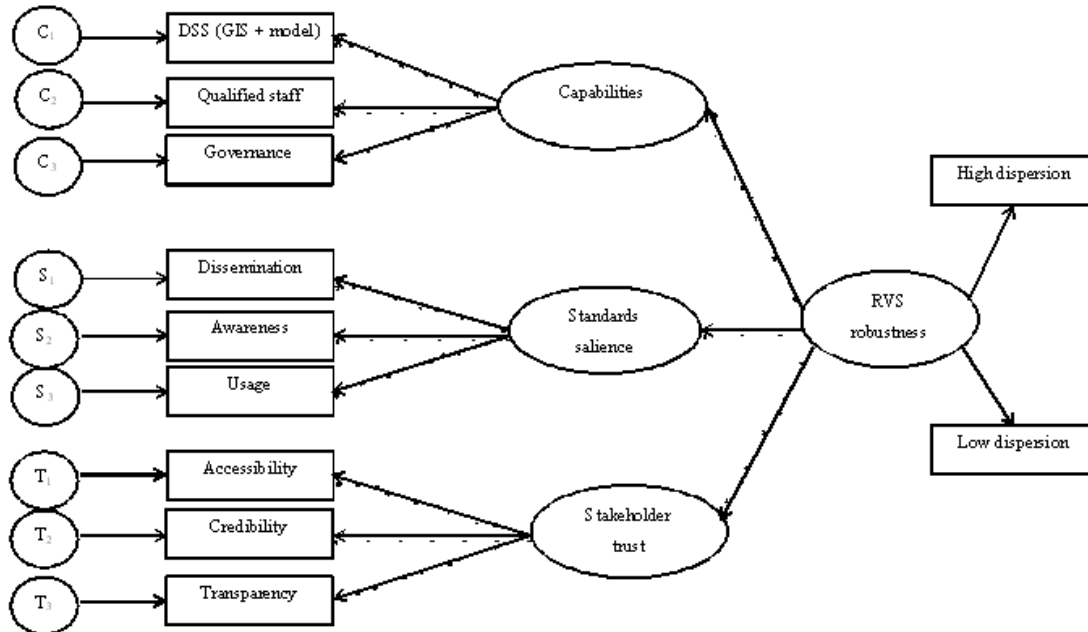 C1
DSS (GIS + model)
C2
Qualified staff
C3
Governance
Capabilities
S1
Dissemination
S2
Awareness
S3
Usage
Standards
salience
T1
Accessibility
T2
Credibility
T3
Transparency
Stakeholder
trust
RVS
robustness
High dispersion
Low dispersion